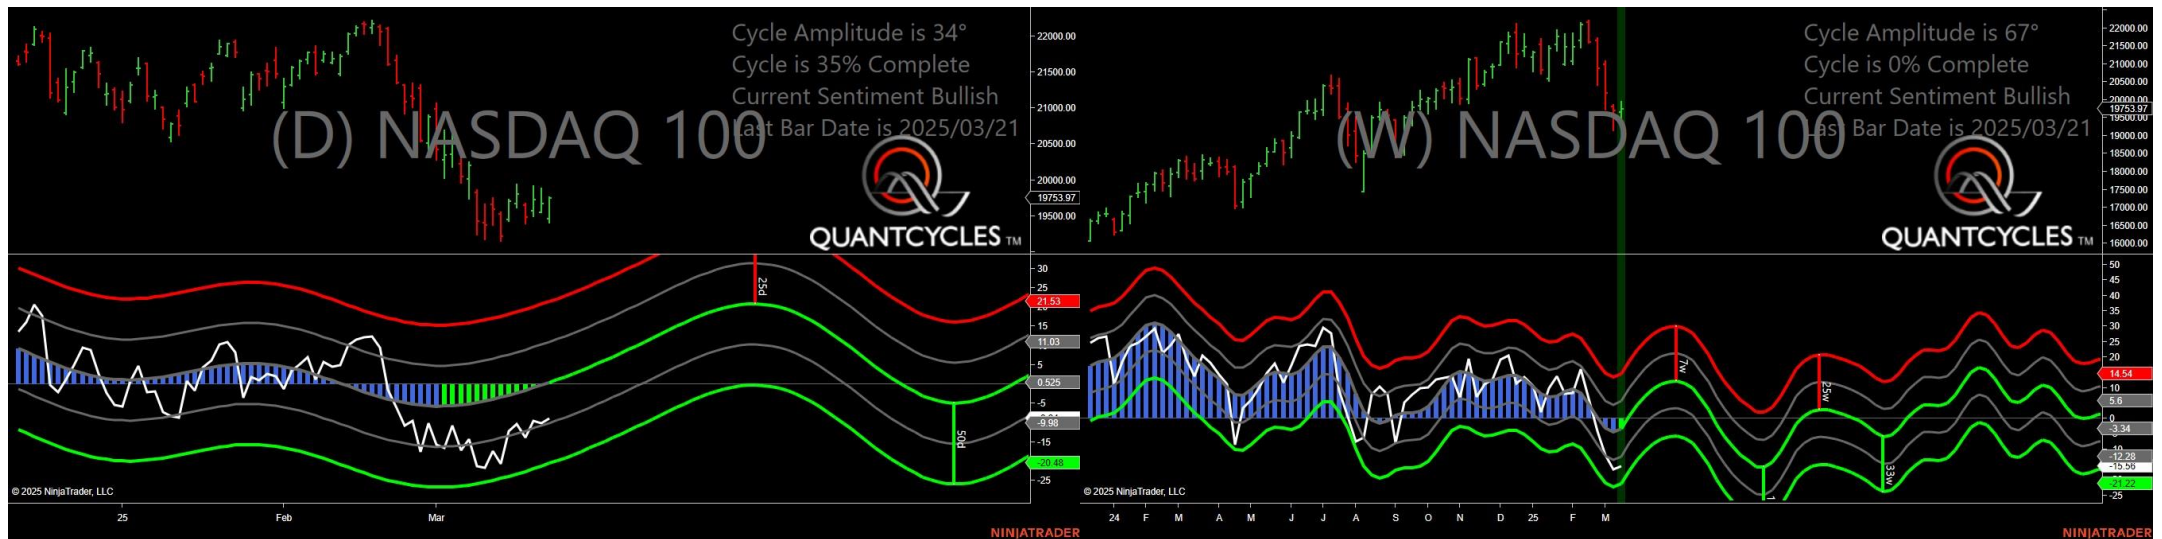 Cycle Amplitude is 34°
Cycle is 35% Complete
Current Sentiment Bullish
Last Bar Date is 2025/03/21
(D) NASDAQ 100
QUANTCYCLES TM
22000.00
21500.00
21000.00
20500.00
20000.00
19753.97
19500.00
25d
50d
30
25
21.53
15
11.03
5
0.525
-5
-9.98
-15
-20.48
-25
© 2025 NinjaTrader, LLC
25 Feb Mar
NINJATRADER
Cycle Amplitude is 67°
Cycle is 0% Complete
Current Sentiment Bullish
Last Bar Date is 2025/03/21
(W) NASDAQ 100
QUANTCYCLES TM
22000.00
21500.00
21000.00
20500.00
20000.00
19753.97
19500.00
19000.00
18500.00
18000.00
17500.00
17000.00
16500.00
16000.00
7w
25w
1
33w
50
45
40
35
30
25
20
14.54
10
5.6
0
-3.34
-12.28
-15.56
-21.22
-25
© 2025 NinjaTrader, LLC
24 F M A M J J A S O N D 25 F M
NINJATRADER